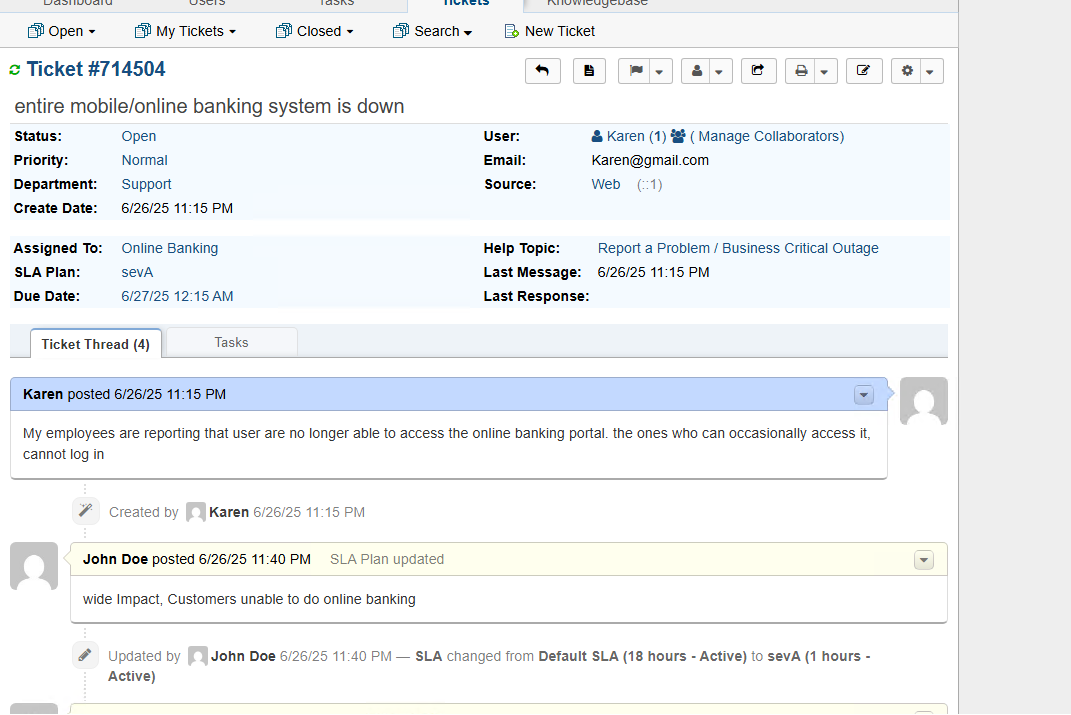 Dashboard Users Tasks Tickets Knowledgebase
Open My Tickets Closed Search New Ticket
Ticket #714504
entire mobile/online banking system is down
Status: Open User: Karen (1) ( Manage Collaborators)
Priority: Normal Email: Karen@gmail.com
Department: Support Source: Web (::1)
Create Date: 6/26/25 11:15 PM
Assigned To: Online Banking Help Topic: Report a Problem / Business Critical Outage
SLA Plan: sevA Last Message: 6/26/25 11:15 PM
Due Date: 6/27/25 12:15 AM Last Response:
Ticket Thread (4) Tasks
Karen posted 6/26/25 11:15 PM
My employees are reporting that user are no longer able to access the online banking portal. the ones who can occasionally access it,
cannot log in
Created by Karen 6/26/25 11:15 PM
John Doe posted 6/26/25 11:40 PM SLA Plan updated
wide Impact, Customers unable to do online banking
Updated by John Doe 6/26/25 11:40 PM — SLA changed from Default SLA (18 hours - Active) to sevA (1 hours -
Active)